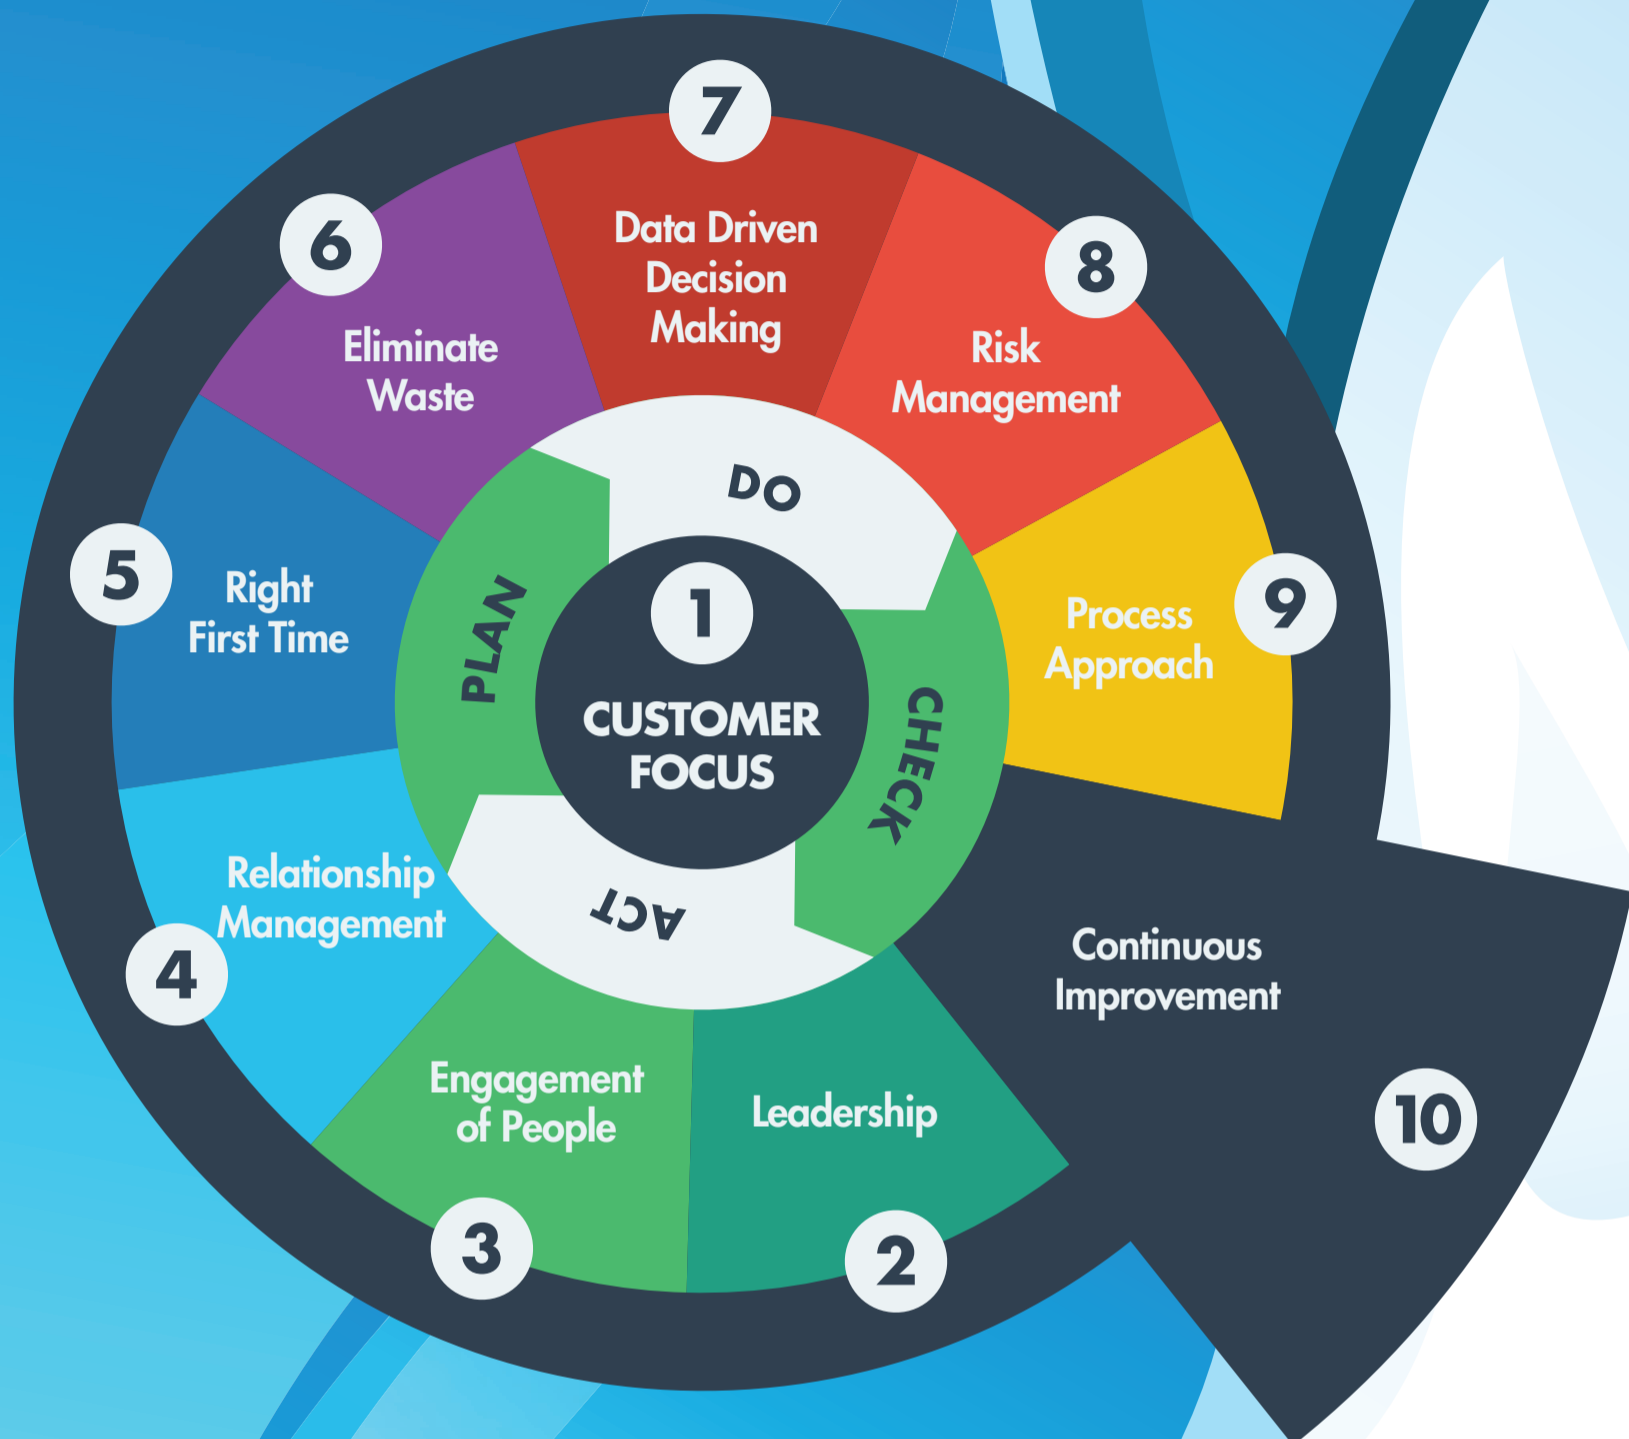 1
CUSTOMER
FOCUS
PLAN
DO
CHECK
ACT
2
Leadership
3
Engagement
of People
4
Relationship
Management
5
Right
First Time
6
Eliminate
Waste
7
Data Driven
Decision
Making
8
Risk
Management
9
Process
Approach
10
Continuous
Improvement